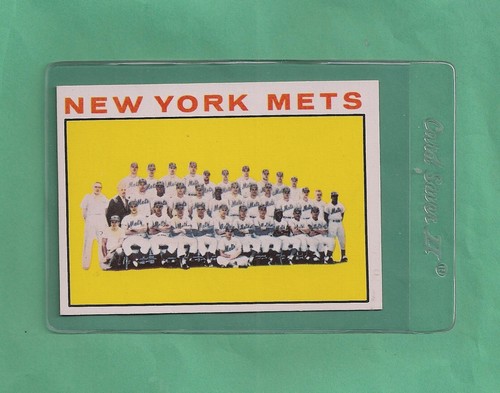 NEW YORK METS
Card Saver II